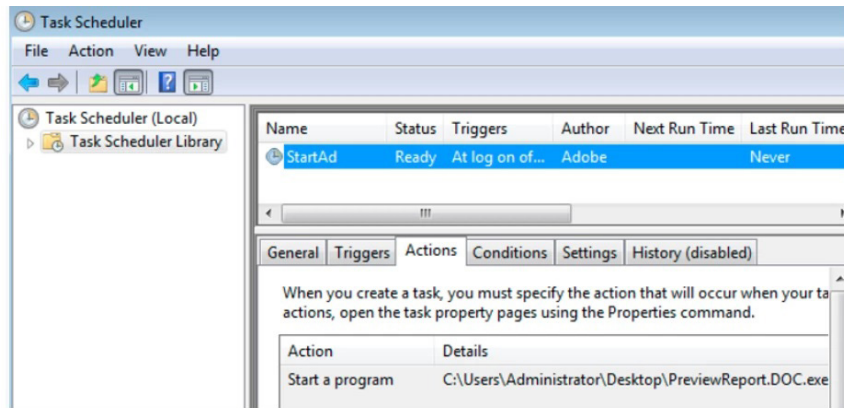 Task Scheduler
File Action View Help
Task Scheduler (Local)
Task Scheduler Library
Name Status Triggers Author Next Run Time Last Run Time
StartAd Ready At log on of... Adobe Never
General Triggers Actions Conditions Settings History (disabled)
When you create a task, you must specify the action that will occur when your ta
actions, open the task property pages using the Properties command.
Action Details
Start a program C:\Users\Administrator\Desktop\PreviewReport.DOC.exe